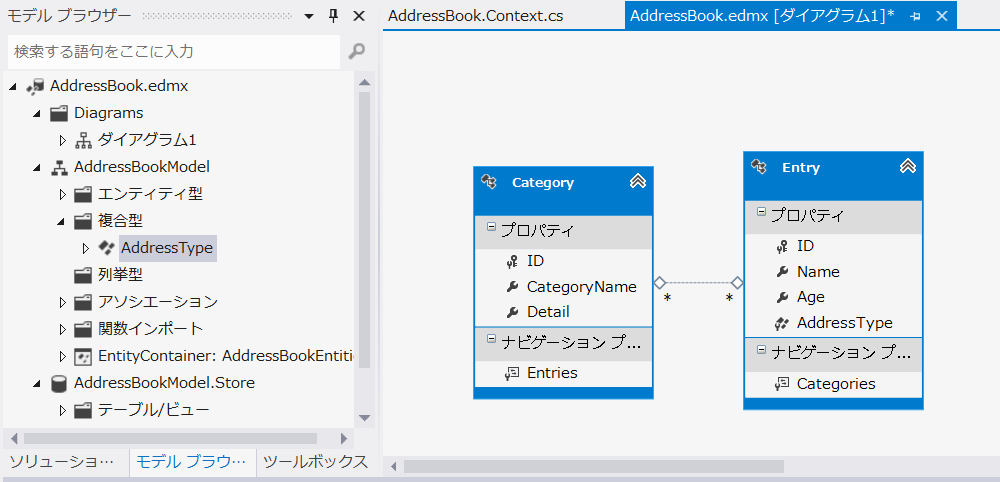 モデル ブラウザー
検索する語句をここに入力
AddressBook.edmx
Diagrams
ダイアグラム1
AddressBookModel
エンティティ型
複合型
AddressType
列挙型
アソシエーション
関数インポート
EntityContainer: AddressBookEntitie
AddressBookModel.Store
テーブル/ビュー
ソリューショ… モデル ブラウ… ツールボックス
AddressBook.Context.cs AddressBook.edmx [ダイアグラム1]*
Category
プロパティ
ID
CategoryName
Detail
ナビゲーション プ...
Entries
* *
Entry
プロパティ
ID
Name
Age
AddressType
ナビゲーション プ...
Categories